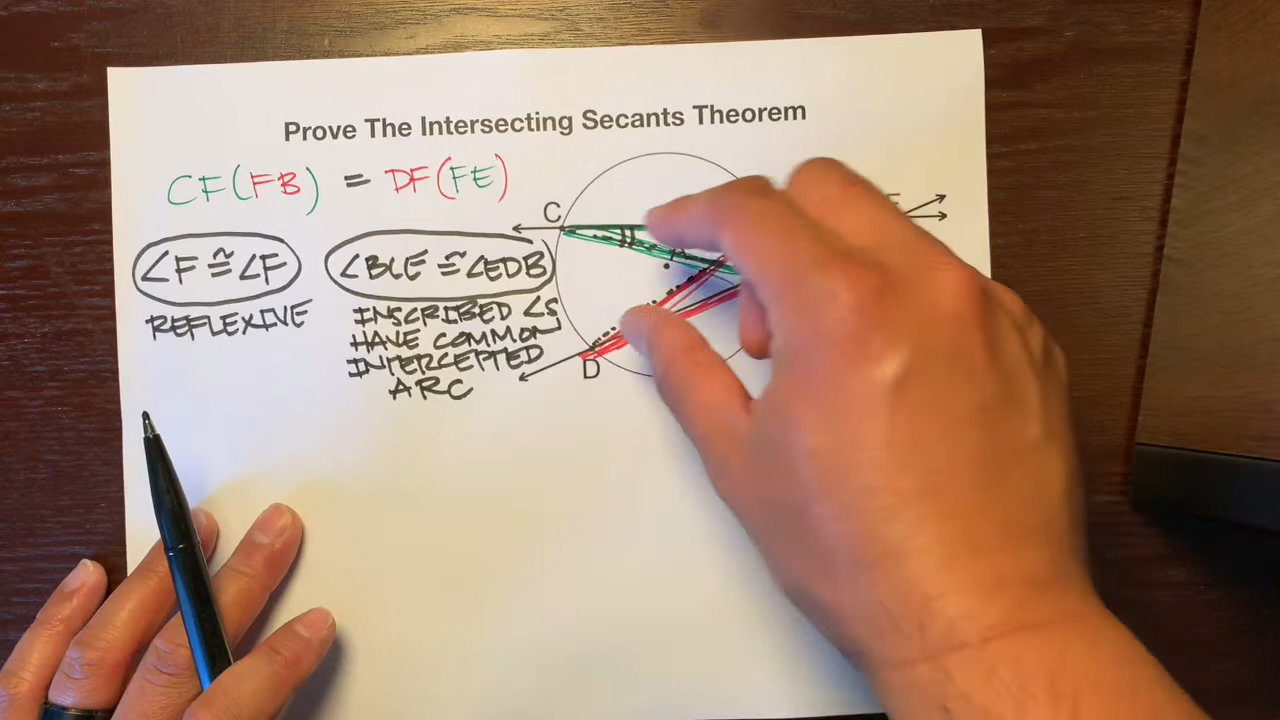 Prove The Intersecting Secants Theorem
CF(FB) = DF(FE)
C
∠F ≅ ∠F
∠BCE ≅ ∠EDB
REFLEXIVE
INSCRIBED ∠S
HAVE COMMON
INTERCEPTED
ARC
D